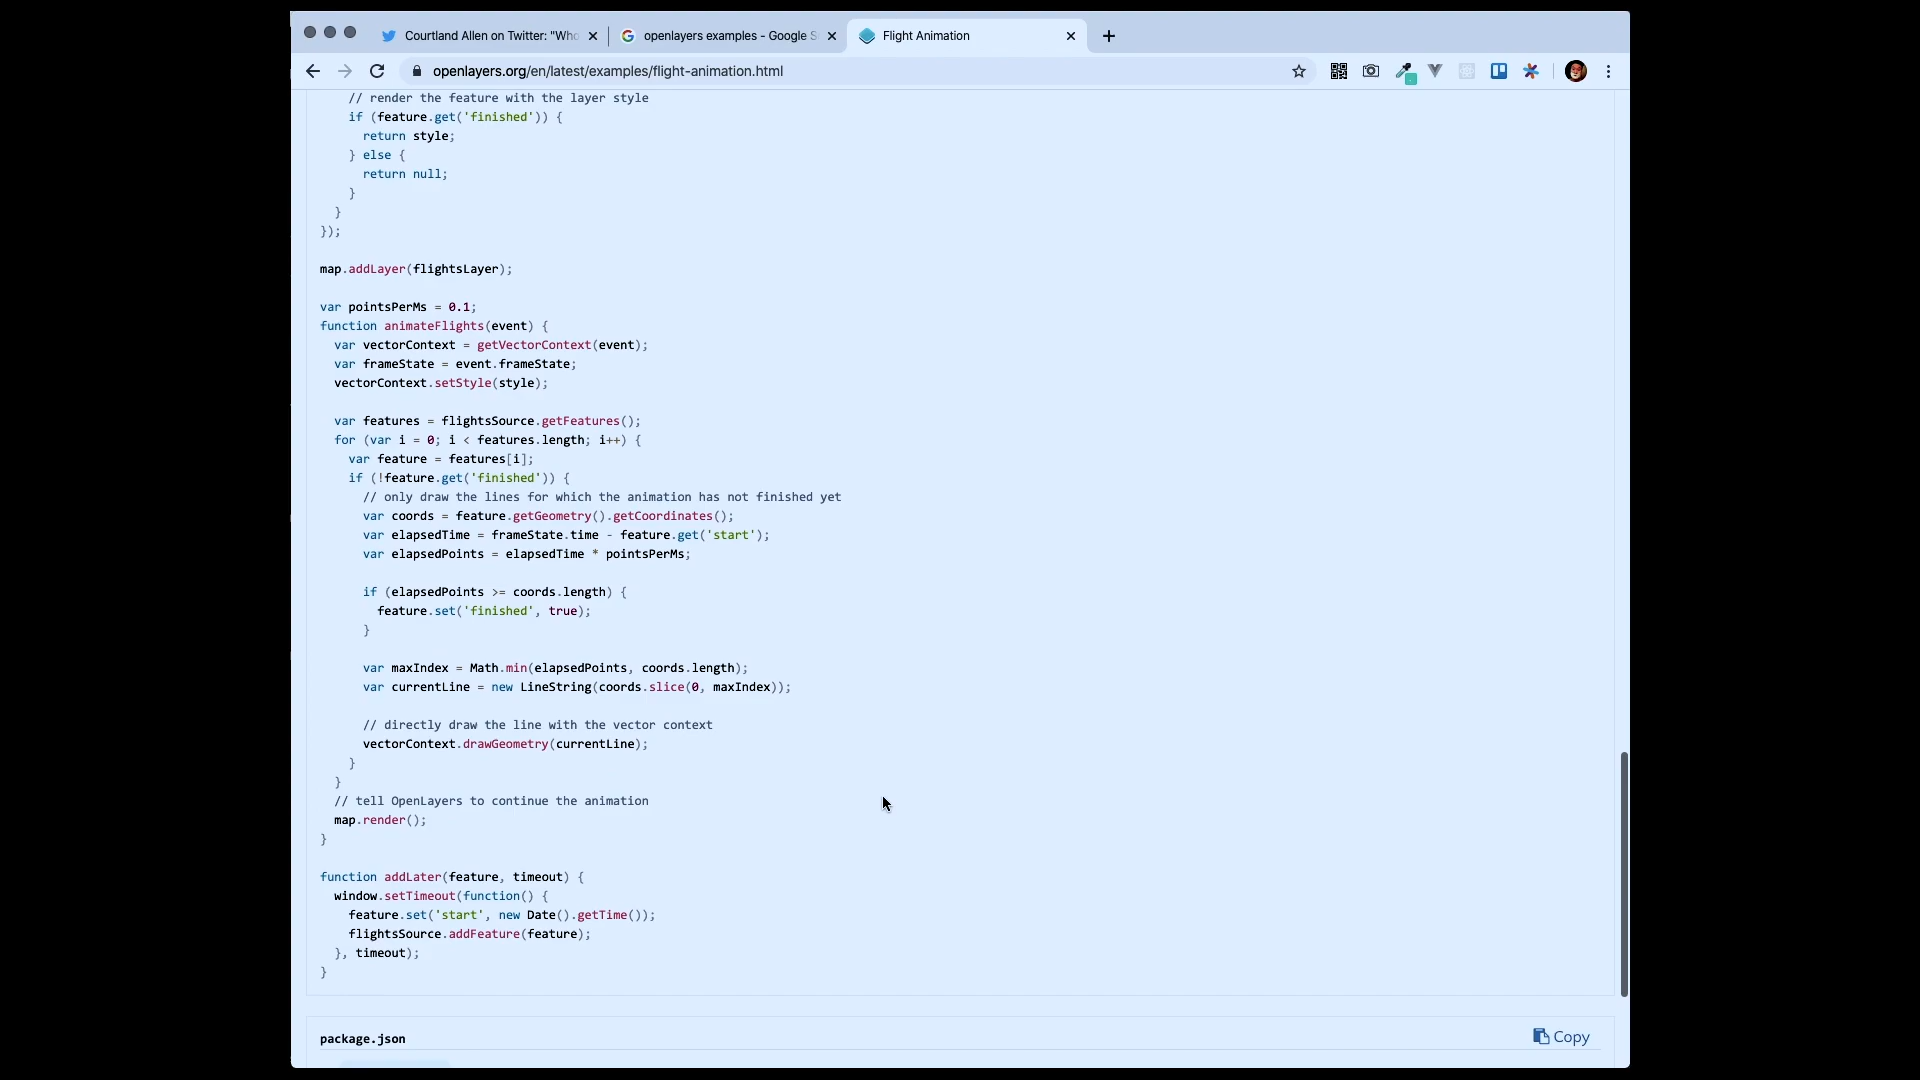 Courtland Allen on Twitter: "Who
openlayers examples - Google S
Flight Animation
openlayers.org/en/latest/examples/flight-animation.html
// render the feature with the layer style
if (feature.get('finished')) {
return style;
} else {
return null;
}
}
});
map.addLayer(flightsLayer);
var pointsPerMs = 0.1;
function animateFlights(event) {
var vectorContext = getVectorContext(event);
var frameState = event.frameState;
vectorContext.setStyle(style);
var features = flightsSource.getFeatures();
for (var i = 0; i < features.length; i++) {
var feature = features[i];
if (!feature.get('finished')) {
// only draw the lines for which the animation has not finished yet
var coords = feature.getGeometry().getCoordinates();
var elapsedTime = frameState.time - feature.get('start');
var elapsedPoints = elapsedTime * pointsPerMs;
if (elapsedPoints >= coords.length) {
feature.set('finished', true);
}
var maxIndex = Math.min(elapsedPoints, coords.length);
var currentLine = new LineString(coords.slice(0, maxIndex));
// directly draw the line with the vector context
vectorContext.drawGeometry(currentLine);
}
}
// tell OpenLayers to continue the animation
map.render();
}
function addLater(feature, timeout) {
window.setTimeout(function() {
feature.set('start', new Date().getTime());
flightsSource.addFeature(feature);
}, timeout);
}
package.json
Copy